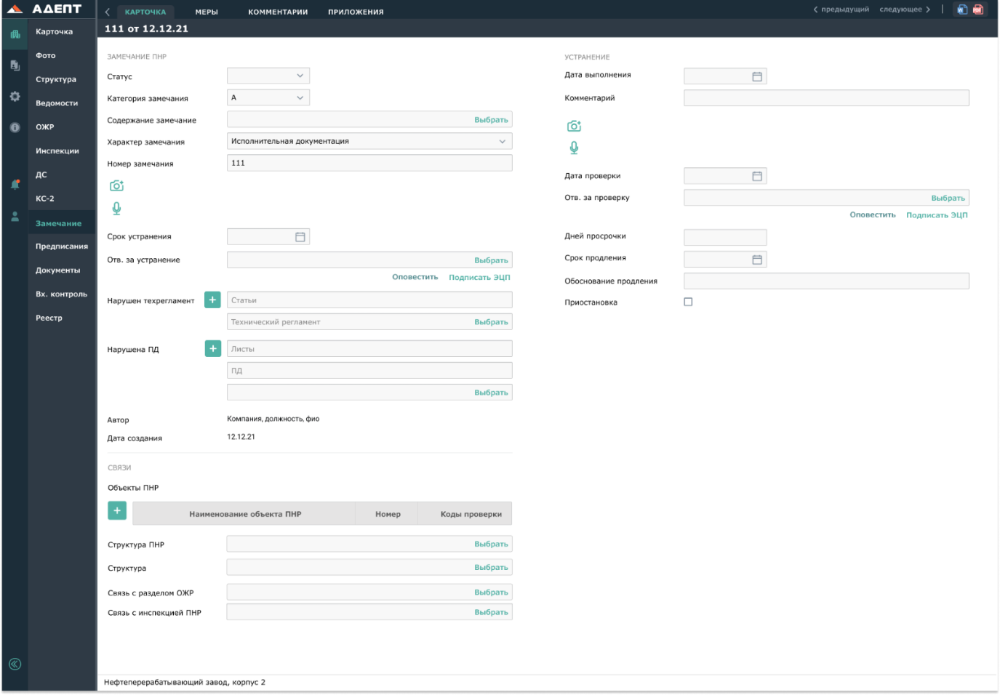 АДЕПТ
КАРТОЧКА МЕРЫ КОММЕНТАРИИ ПРИЛОЖЕНИЯ
предыдущий следующее
W PDF
111 от 12.12.21
Карточка
Фото
Структура
Ведомости
ОЖР
Инспекции
ДС
КС-2
Замечание
Предписания
Документы
Вх. контроль
Реестр
ЗАМЕЧАНИЕ ПНР
Статус
Категория замечания А
Содержание замечание Выбрать
Характер замечания Исполнительная документация
Номер замечания 111
Срок устранения
Отв. за устранение Выбрать
Оповестить Подписать ЭЦП
Нарушен техрегламент + Статьи
Технический регламент Выбрать
Нарушена ПД + Листы
ПД
Выбрать
Автор Компания, должность, фио
Дата создания 12.12.21
СВЯЗИ
Объекты ПНР
+ Наименование объекта ПНР Номер Коды проверки
Структура ПНР Выбрать
Структура Выбрать
Связь с разделом ОЖР Выбрать
Связь с инспекцией ПНР Выбрать
УСТРАНЕНИЕ
Дата выполнения
Комментарий
Дата проверки
Отв. за проверку Выбрать
Оповестить Подписать ЭЦП
Дней просрочки
Срок продления
Обоснование продления
Приостановка
Нефтеперерабатывающий завод, корпус 2